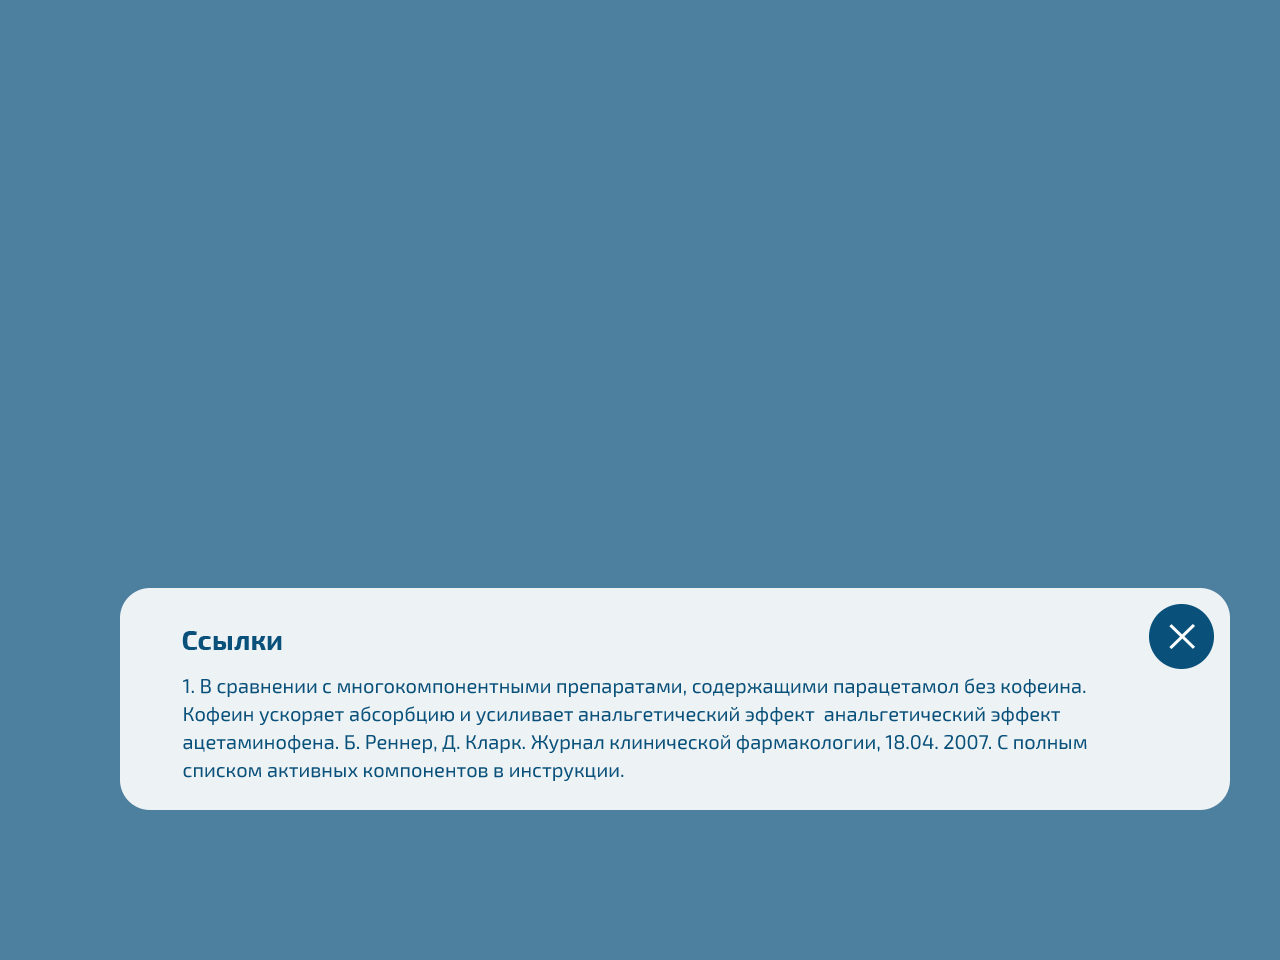 Ссылки
1. В сравнении с многокомпонентными препаратами, содержащими парацетамол без кофеина.
Кофеин ускоряет абсорбцию и усиливает анальгетический эффект  анальгетический эффект
ацетаминофена. Б. Реннер, Д. Кларк. Журнал клинической фармакологии, 18.04. 2007. С полным
списком активных компонентов в инструкции.